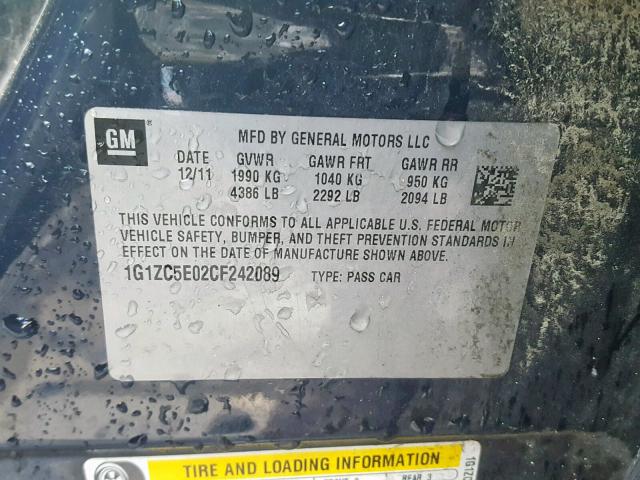 GM ® MFD BY GENERAL MOTORS LLC
DATE GVWR GAWR FRT GAWR RR
12/11 1990 KG 1040 KG 950 KG
4386 LB 2292 LB 2094 LB
THIS VEHICLE CONFORMS TO ALL APPLICABLE U.S. FEDERAL MOTOR
VEHICLE SAFETY, BUMPER, AND THEFT PREVENTION STANDARDS IN
EFFECT ON THE DATE OF MANUFACTURE SHOWN ABOVE.
1G1ZC5E02CF242089 TYPE: PASS CAR
TIRE AND LOADING INFORMATION
REAR 3
1G1ZC